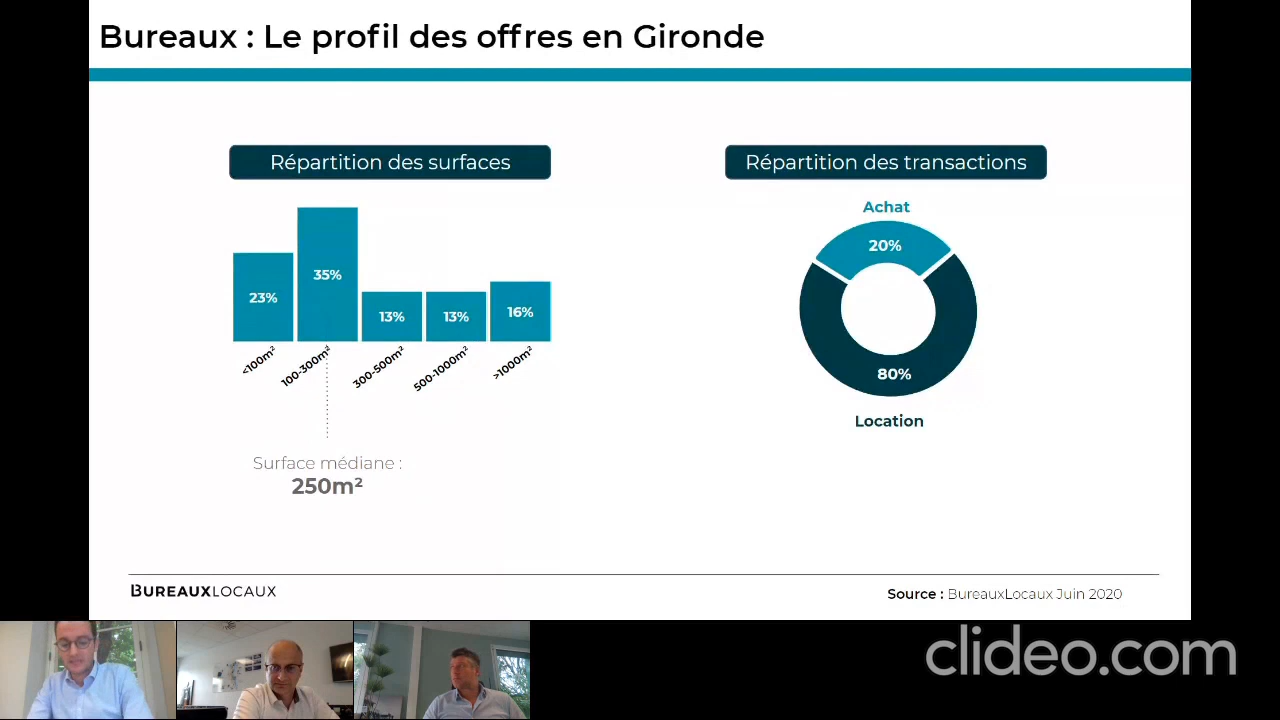 Bureaux : Le profil des offres en Gironde
Répartition des surfaces
23%
35%
13%
13%
16%
<100m²
100-300m²
300-500m²
500-1000m²
>1000m²
Surface médiane :
250m²
Répartition des transactions
Achat
20%
80%
Location
BUREAUXLOCAUX
Source : BureauxLocaux Juin 2020
clideo.com